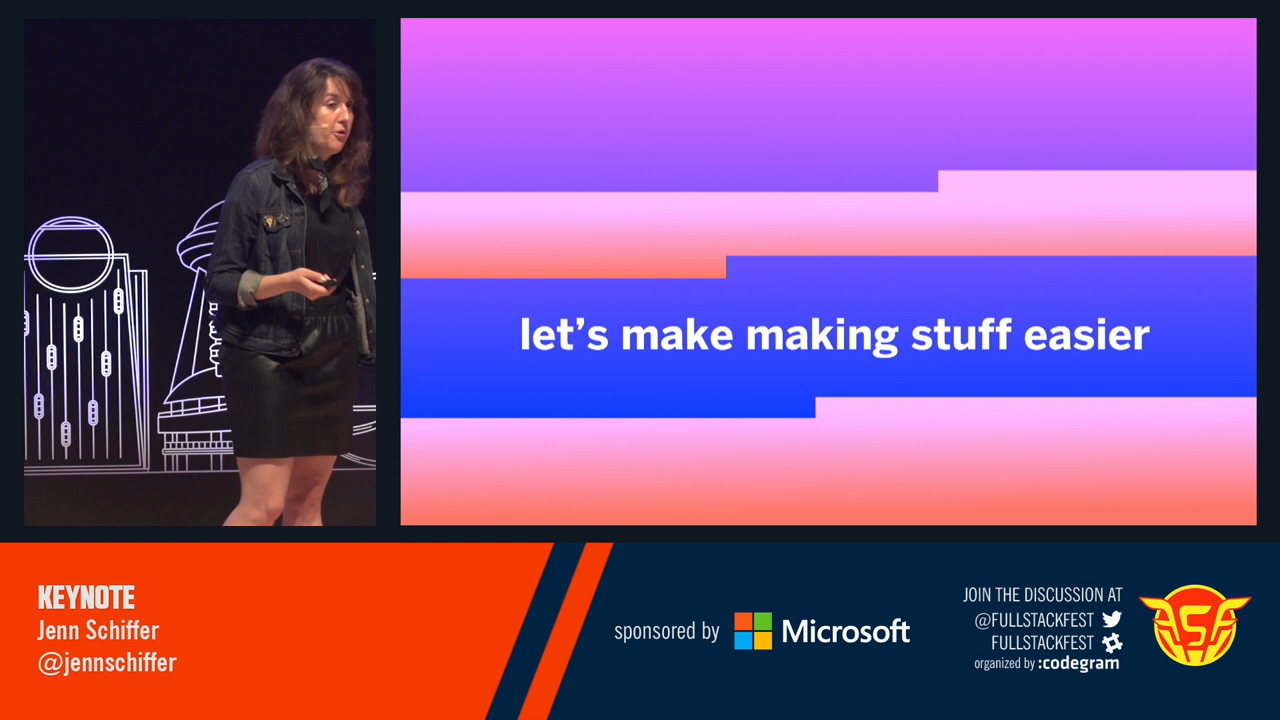 let's make making stuff easier
KEYNOTE
Jenn Schiffer
@jennschiffer
sponsored by Microsoft
JOIN THE DISCUSSION AT
@FULLSTACKFEST
FULLSTACKFEST
organized by :codegram
FSF